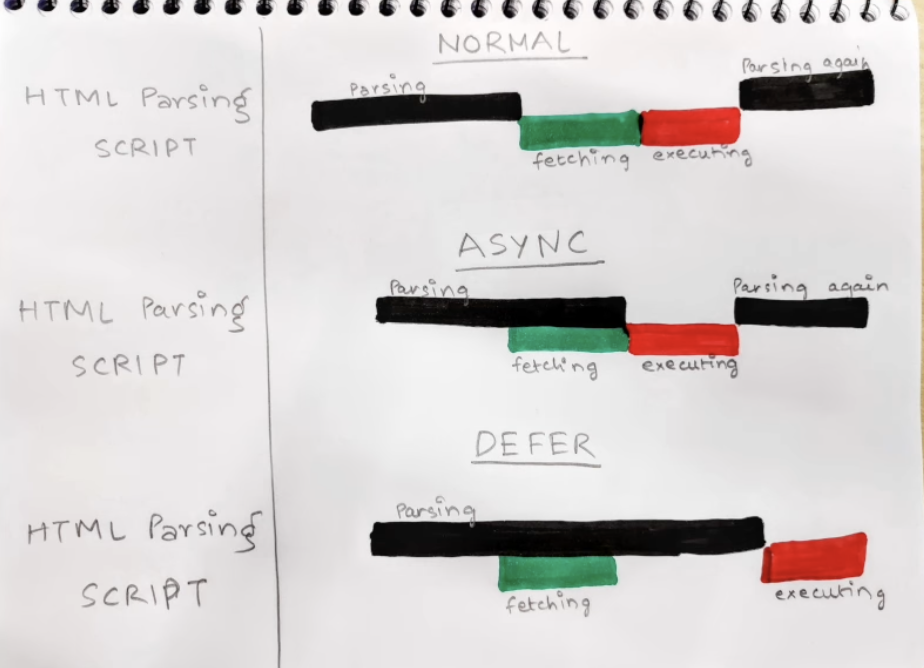 NORMAL
Parsing again
HTML Parsing
Parsing
SCRIPT
fetching executing
ASYNC
Parsing
Parsing again
HTML Parsing
SCRIPT
fetching
executing
DEFER
Parsing
HTML Parsing
SCRIPT
fetching
executing